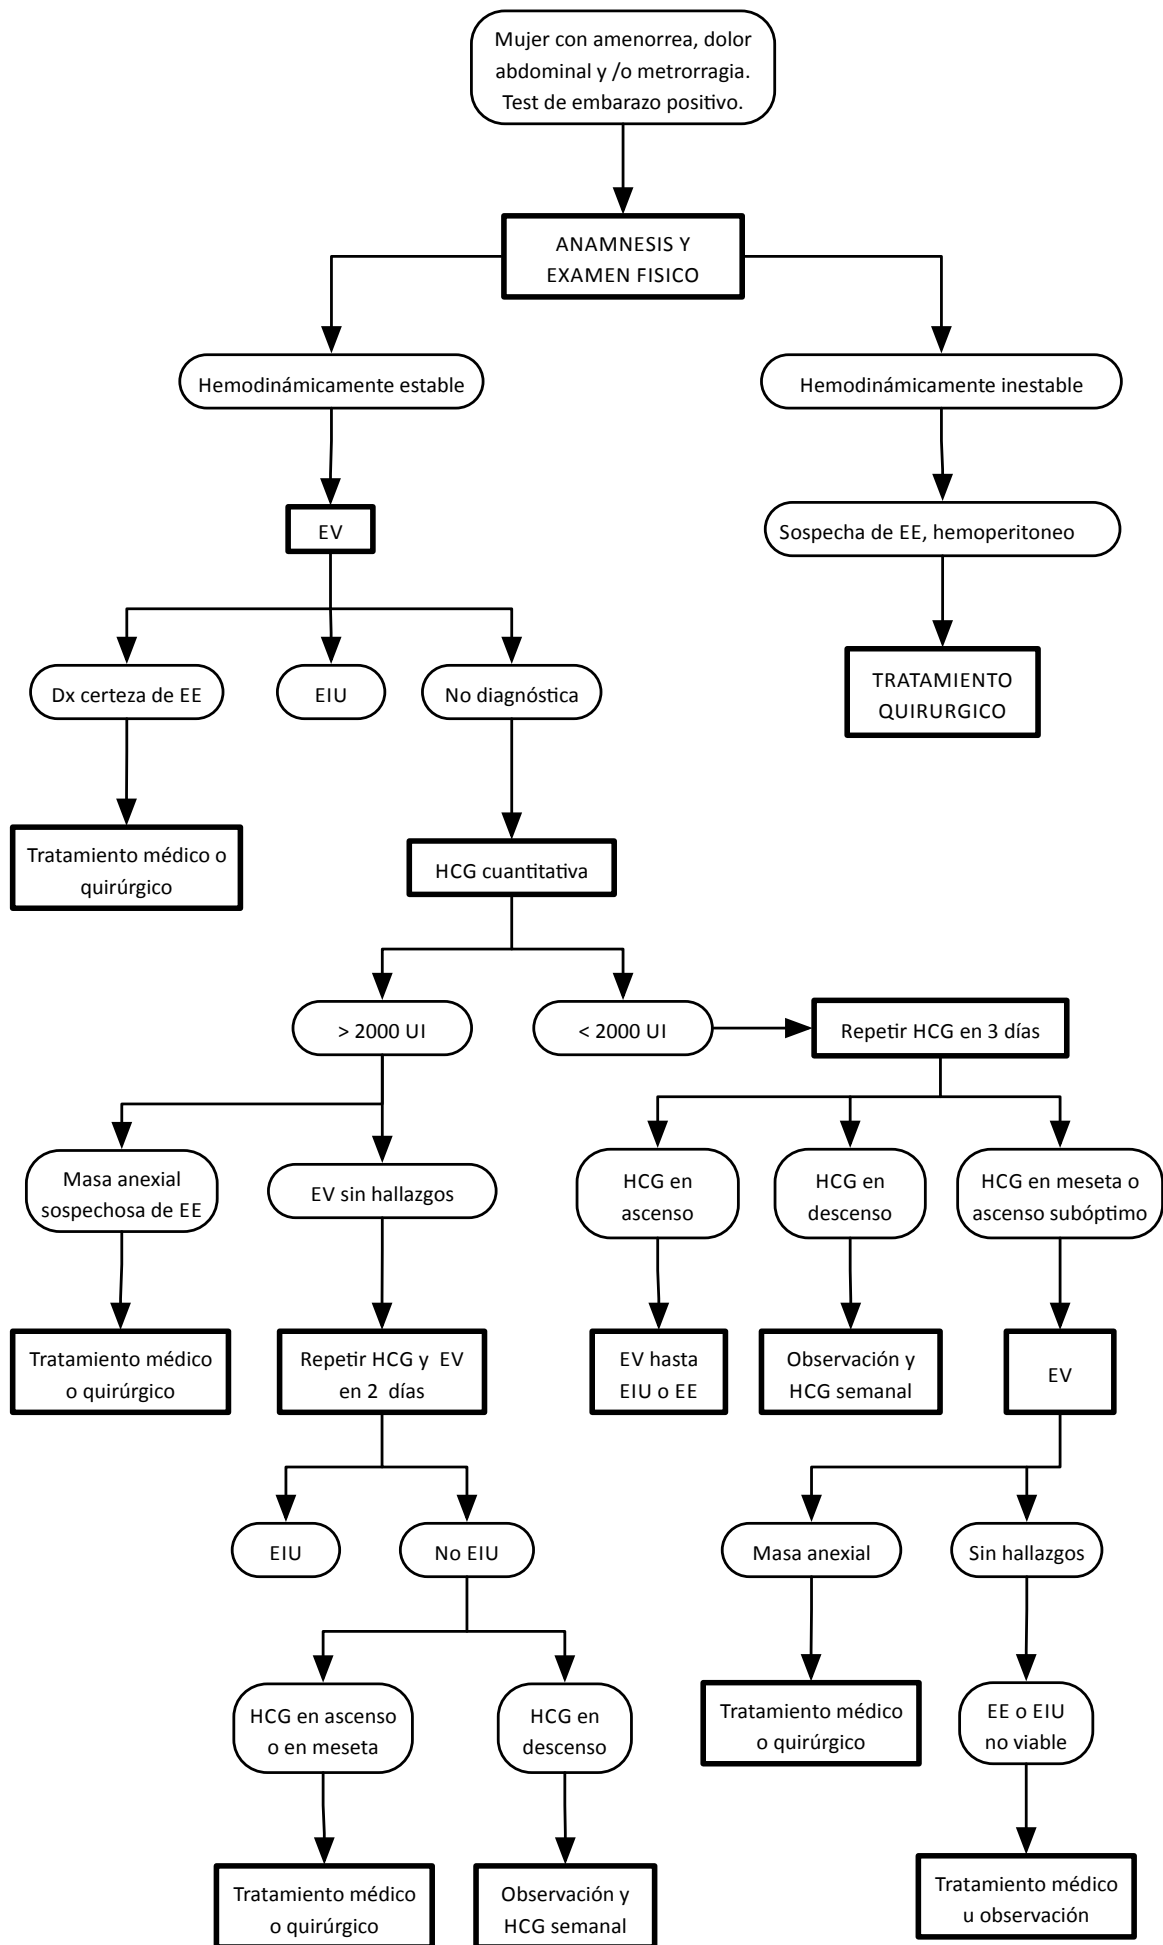 Mujer con amenorrea, dolor
abdominal y /o metrorragia.
Test de embarazo positivo.
ANAMNESIS Y
EXAMEN FISICO
Hemodinámicamente estable
Hemodinámicamente inestable
EV
Sospecha de EE, hemoperitoneo
Dx certeza de EE
EIU
No diagnóstica
TRATAMIENTO
QUIRURGICO
Tratamiento médico o
quirúrgico
HCG cuantitativa
> 2000 UI
< 2000 UI
Repetir HCG en 3 días
Masa anexial
sospechosa de EE
EV sin hallazgos
HCG en
ascenso
HCG en
descenso
HCG en meseta o
ascenso subóptimo
Tratamiento médico
o quirúrgico
Repetir HCG y EV
en 2 días
EV hasta
EIU o EE
Observación y
HCG semanal
EV
EIU
No EIU
Masa anexial
Sin hallazgos
HCG en ascenso
o en meseta
HCG en
descenso
Tratamiento médico
o quirúrgico
EE o EIU
no viable
Tratamiento médico
o quirúrgico
Observación y
HCG semanal
Tratamiento médico
u observación